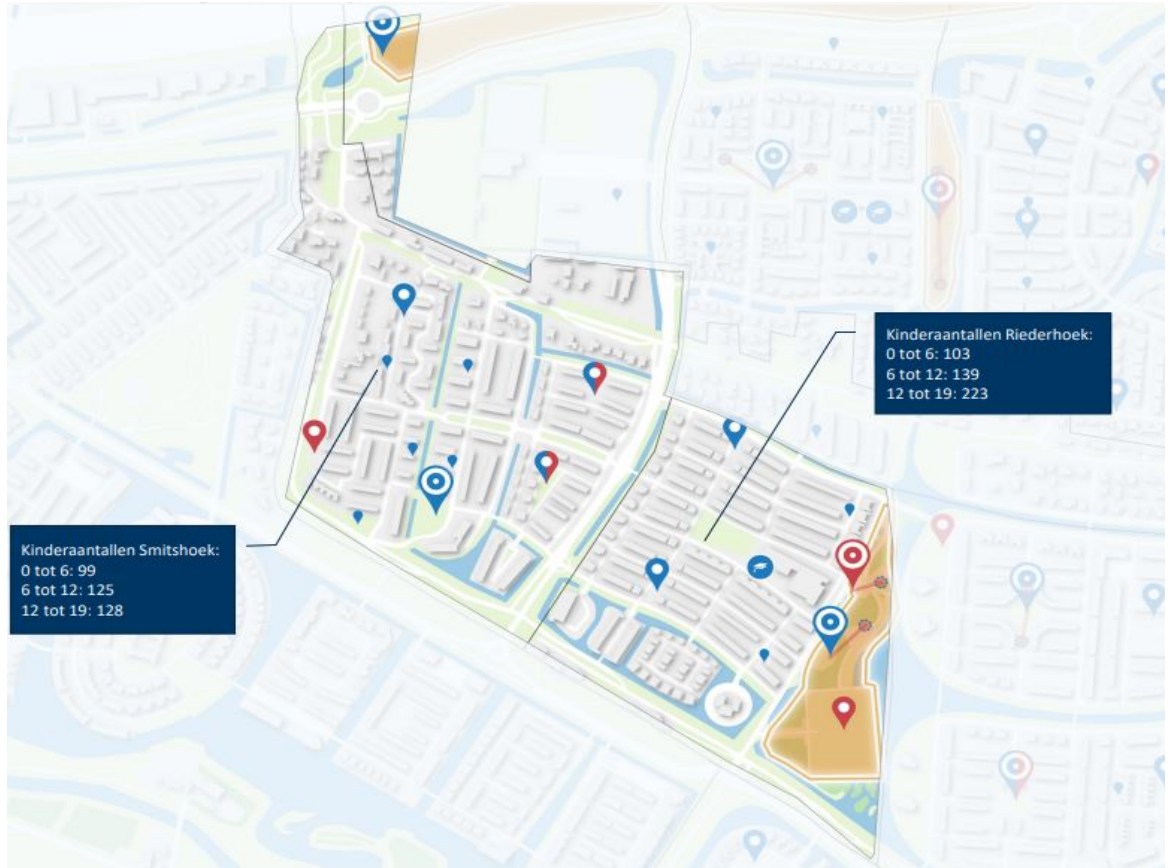 Kinderaantallen Riederhoek:
0 tot 6: 103
6 tot 12: 139
12 tot 19: 223
Kinderaantallen Smitshoek:
0 tot 6: 99
6 tot 12: 125
12 tot 19: 128